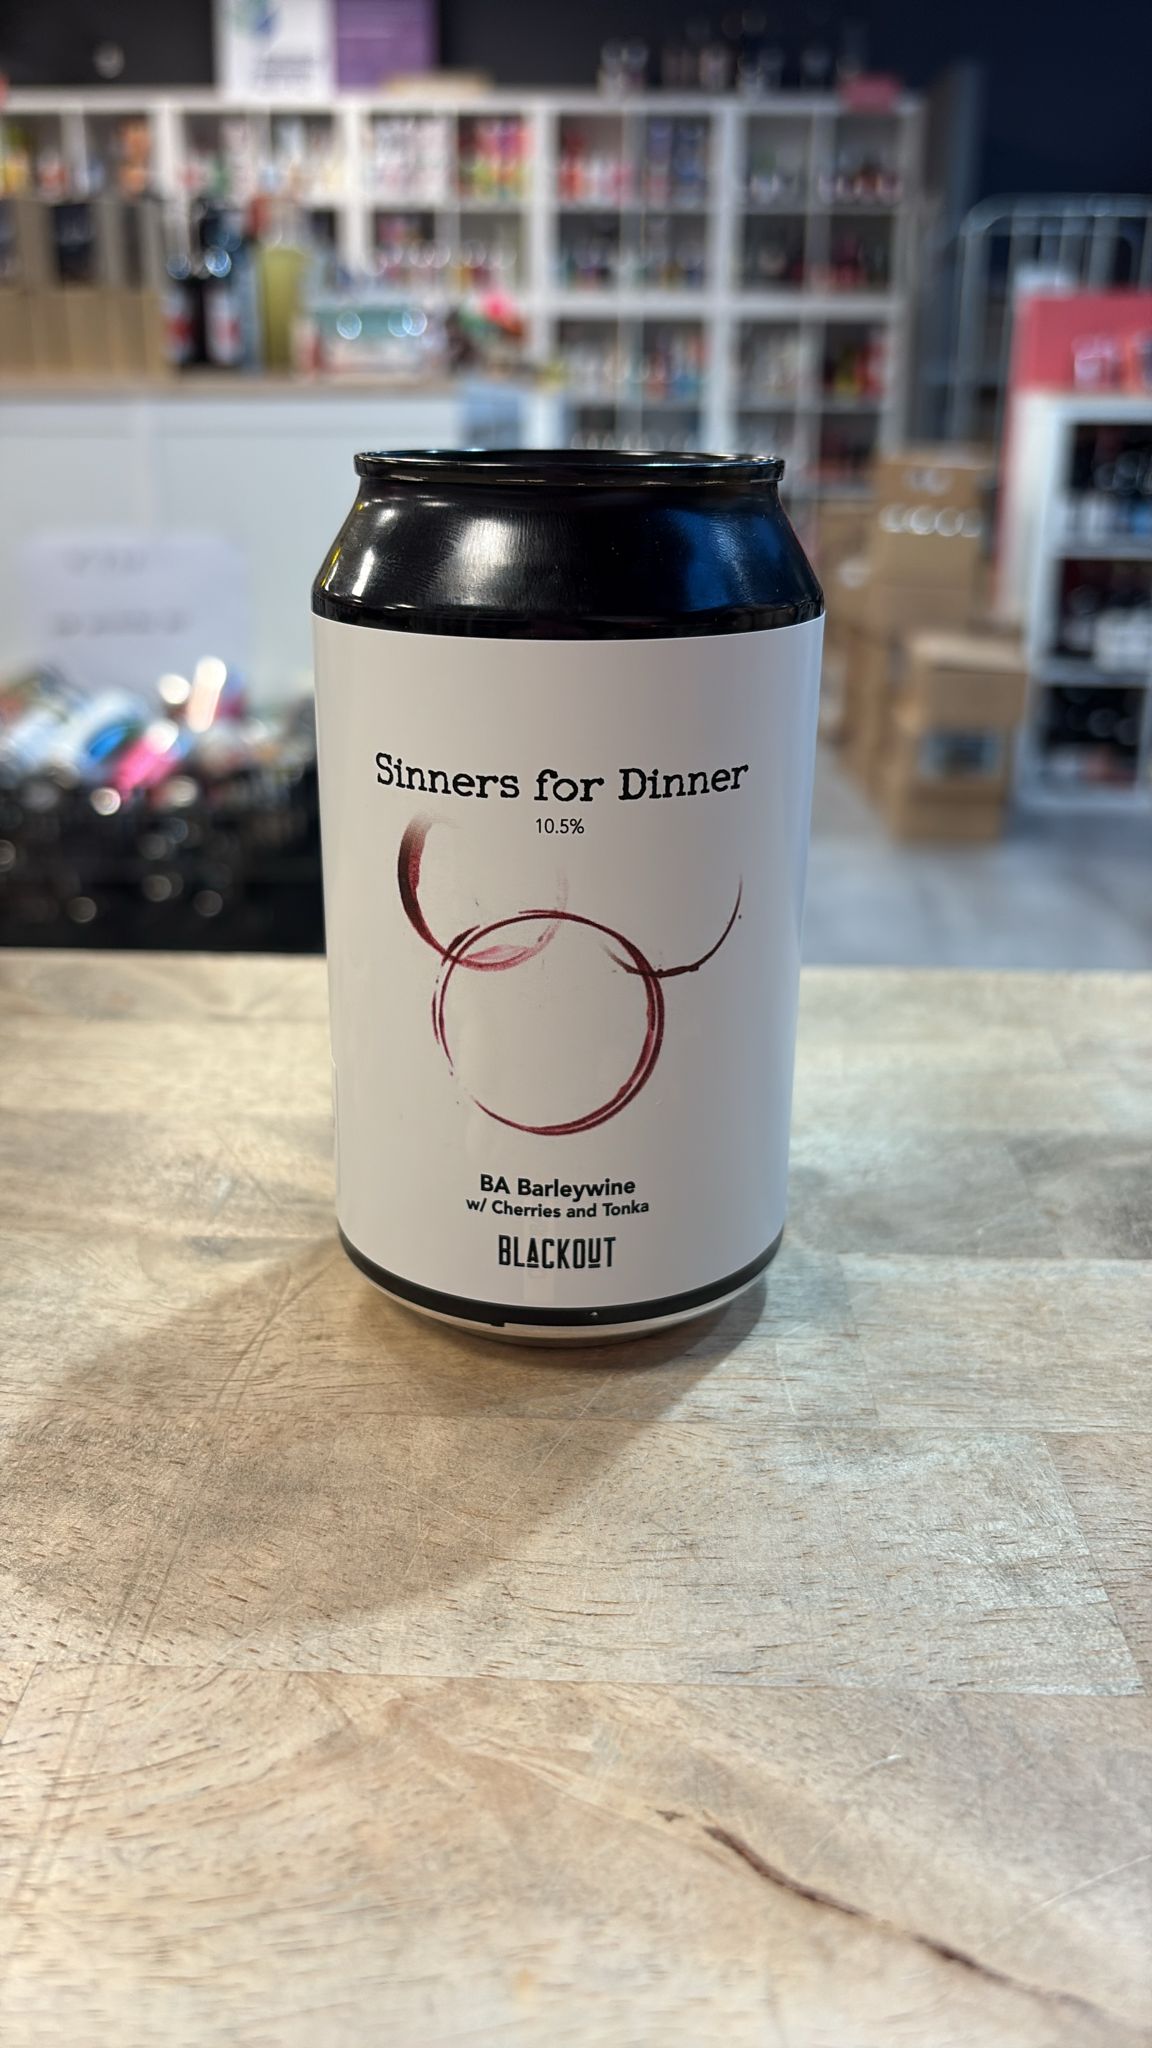 Sinners for Dinner
10.5%
BA Barleywine
w/ Cherries and Tonka
BLACKOUT